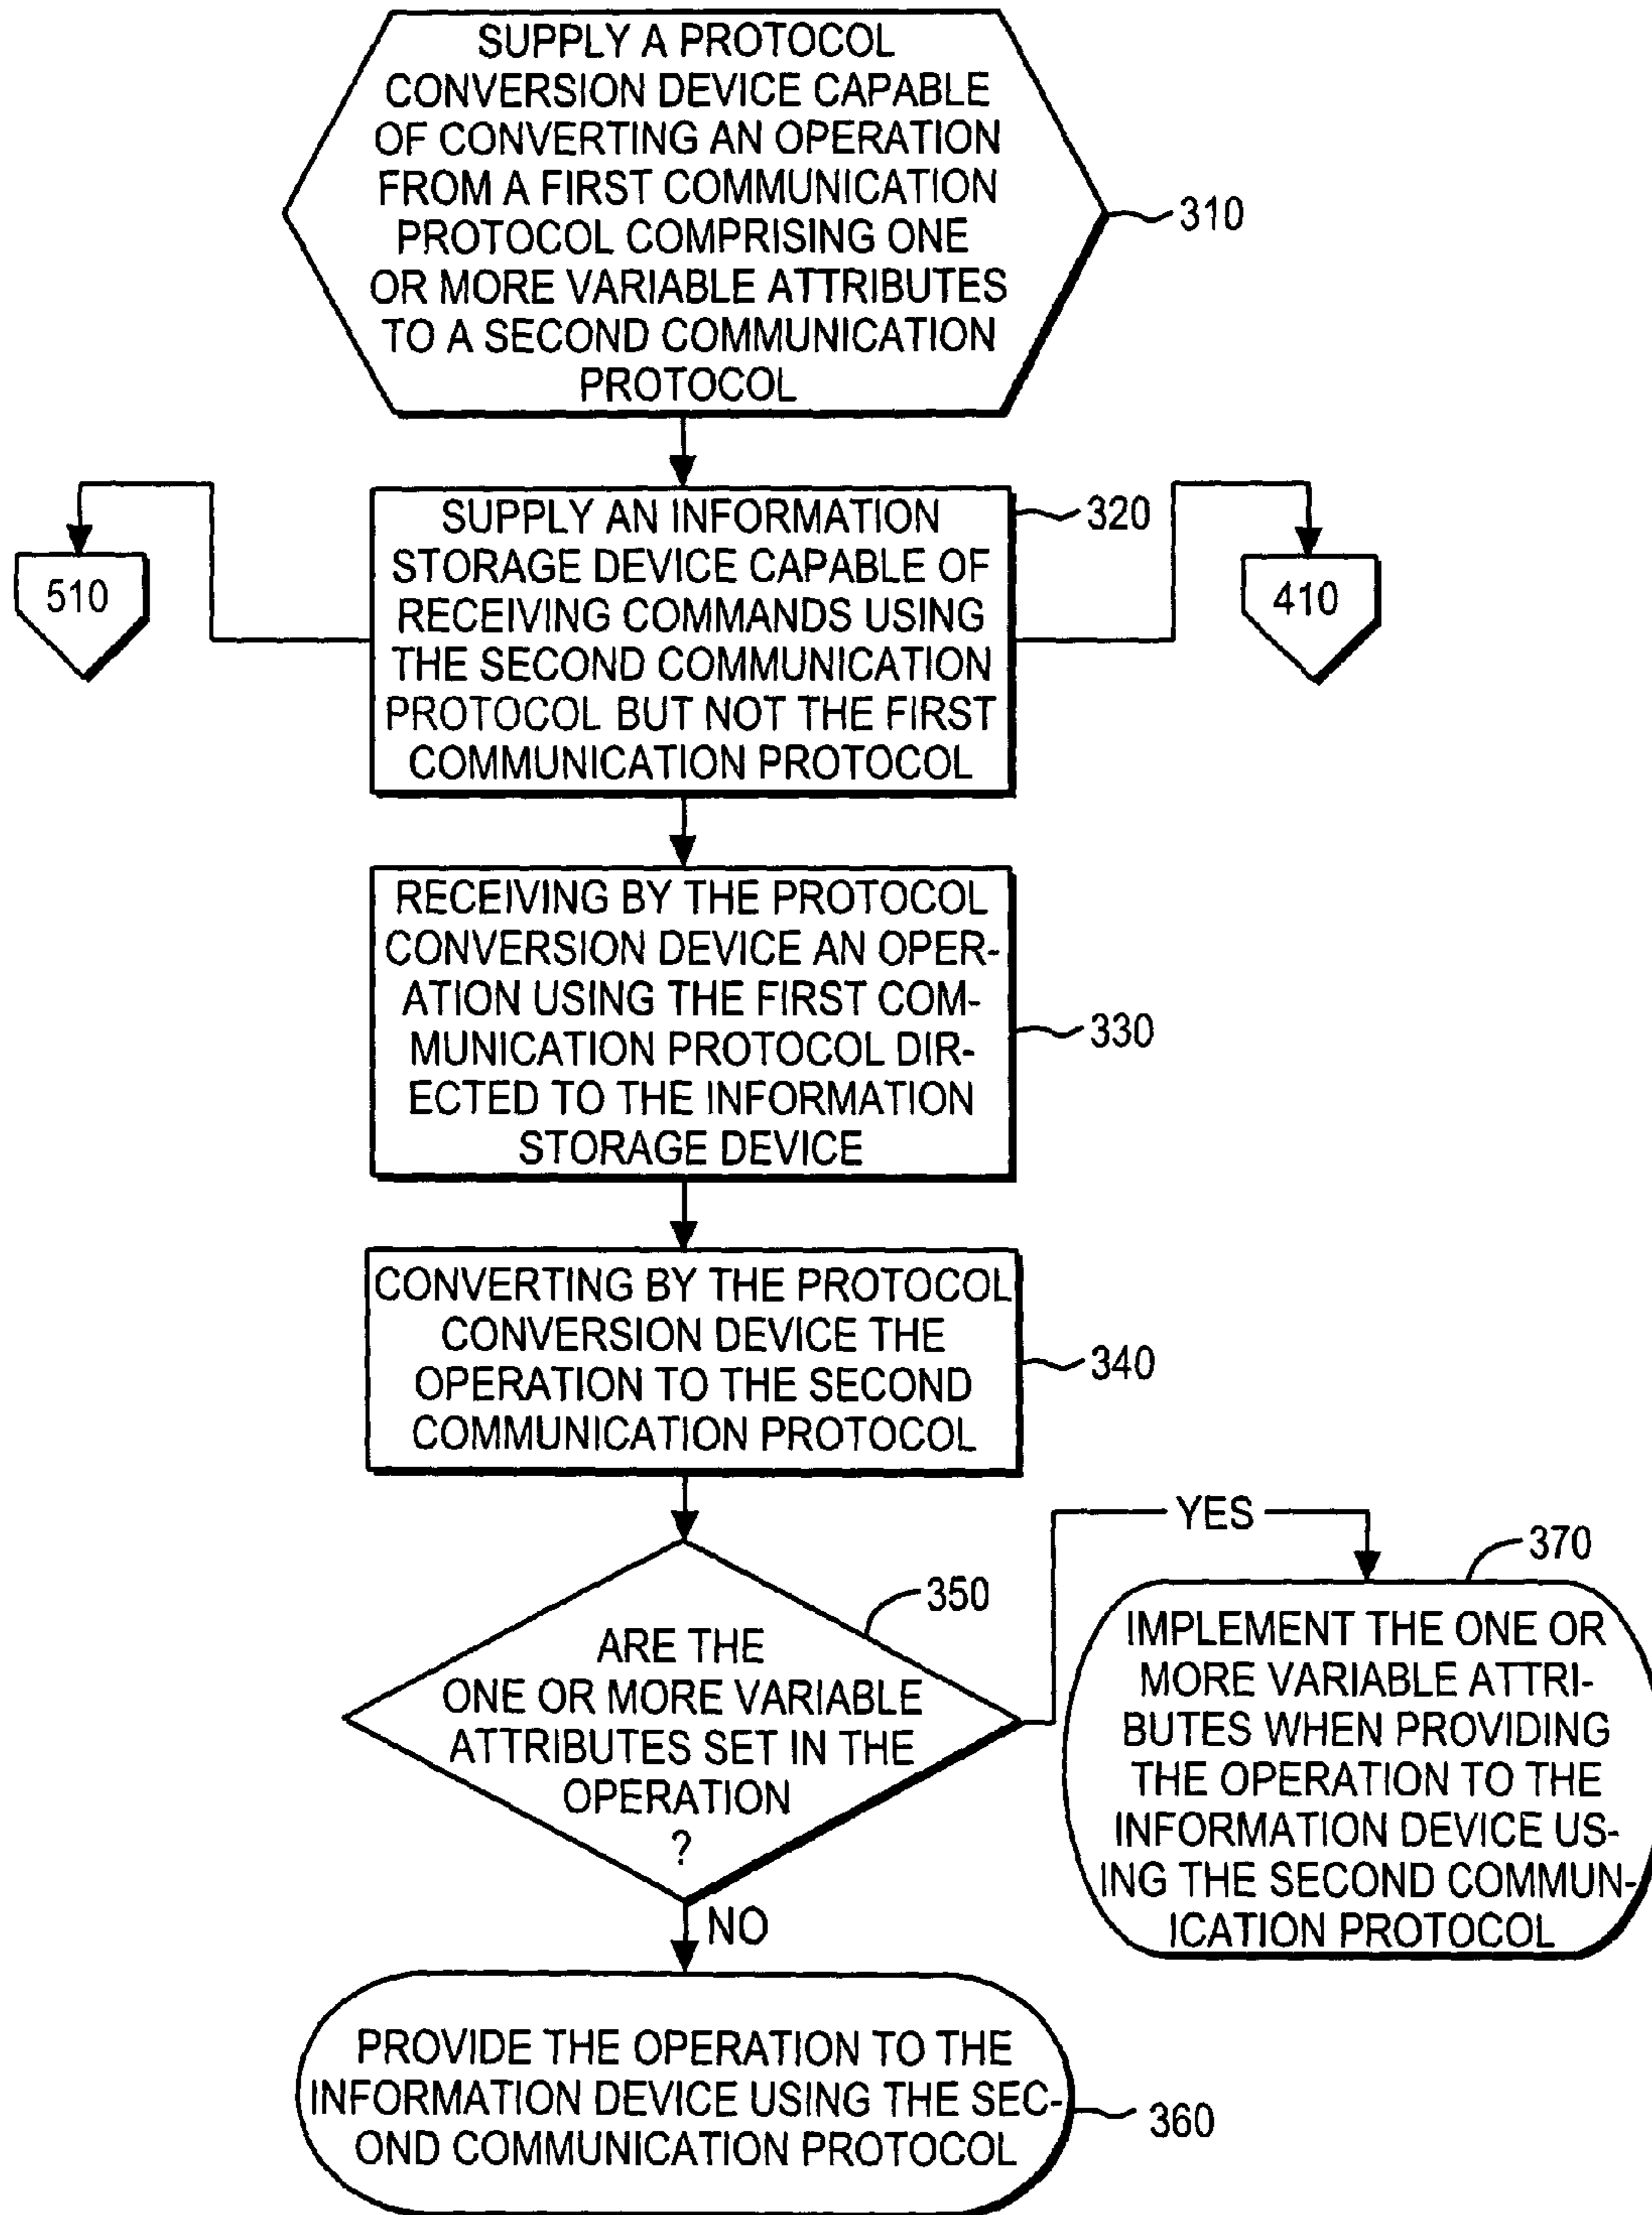 SUPPLY A PROTOCOL
CONVERSION DEVICE CAPABLE
OF CONVERTING AN OPERATION
FROM A FIRST COMMUNICATION
PROTOCOL COMPRISING ONE
OR MORE VARIABLE ATTRIBUTES
TO A SECOND COMMUNICATION
PROTOCOL
310
SUPPLY AN INFORMATION
STORAGE DEVICE CAPABLE OF
RECEIVING COMMANDS USING
THE SECOND COMMUNICATION
PROTOCOL BUT NOT THE FIRST
COMMUNICATION PROTOCOL
320
510
410
RECEIVING BY THE PROTOCOL
CONVERSION DEVICE AN OPER-
ATION USING THE FIRST COM-
MUNICATION PROTOCOL DIR-
ECTED TO THE INFORMATION
STORAGE DEVICE
330
CONVERTING BY THE PROTOCOL
CONVERSION DEVICE THE
OPERATION TO THE SECOND
COMMUNICATION PROTOCOL
340
ARE THE
ONE OR MORE VARIABLE
ATTRIBUTES SET IN THE
OPERATION
?
350
YES
370
IMPLEMENT THE ONE OR
MORE VARIABLE ATTRI-
BUTES WHEN PROVIDING
THE OPERATION TO THE
INFORMATION DEVICE US-
ING THE SECOND COMMUN-
ICATION PROTOCOL
NO
PROVIDE THE OPERATION TO THE
INFORMATION DEVICE USING THE SEC-
OND COMMUNICATION PROTOCOL
360